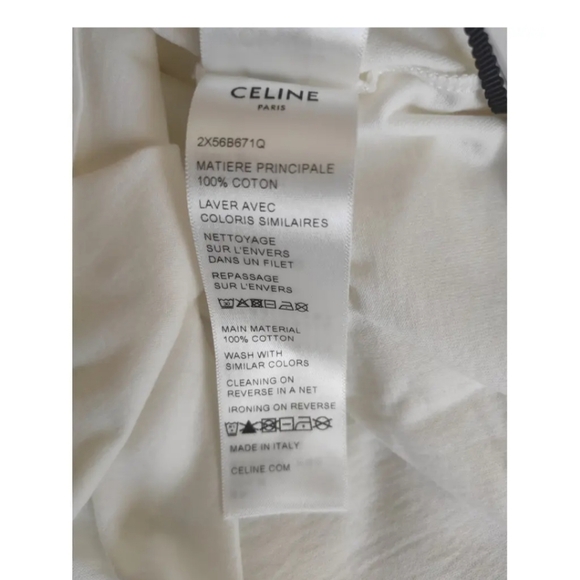 CELINE
PARIS
2X56B671Q
MATIERE PRINCIPALE
100% COTON
LAVER AVEC
COLORIS SIMILAIRES
NETTOYAGE
SUR L'ENVERS
DANS UN FILET
REPASSAGE
SUR L'ENVERS
MAIN MATERIAL
100% COTTON
WASH WITH
SIMILAR COLORS
CLEANING ON
REVERSE IN A NET
IRONING ON REVERSE
MADE IN ITALY
CELINE.COM